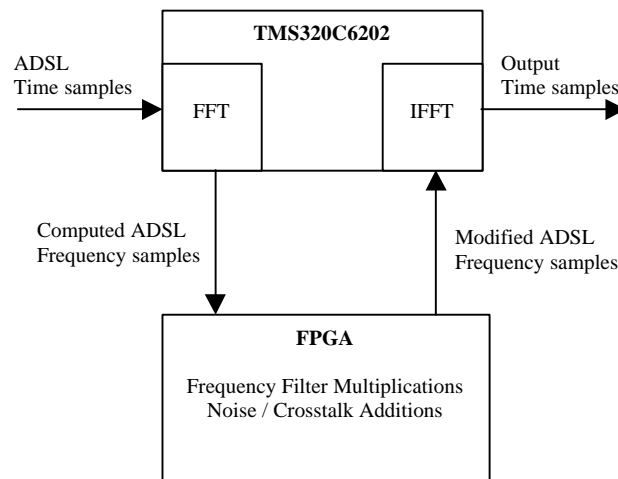 TMS320C6202
ADSL
Time samples
FFT
IFFT
Output
Time samples
Computed ADSL
Frequency samples
Modified ADSL
Frequency samples
FPGA
Frequency Filter Multiplications
Noise / Crosstalk Additions